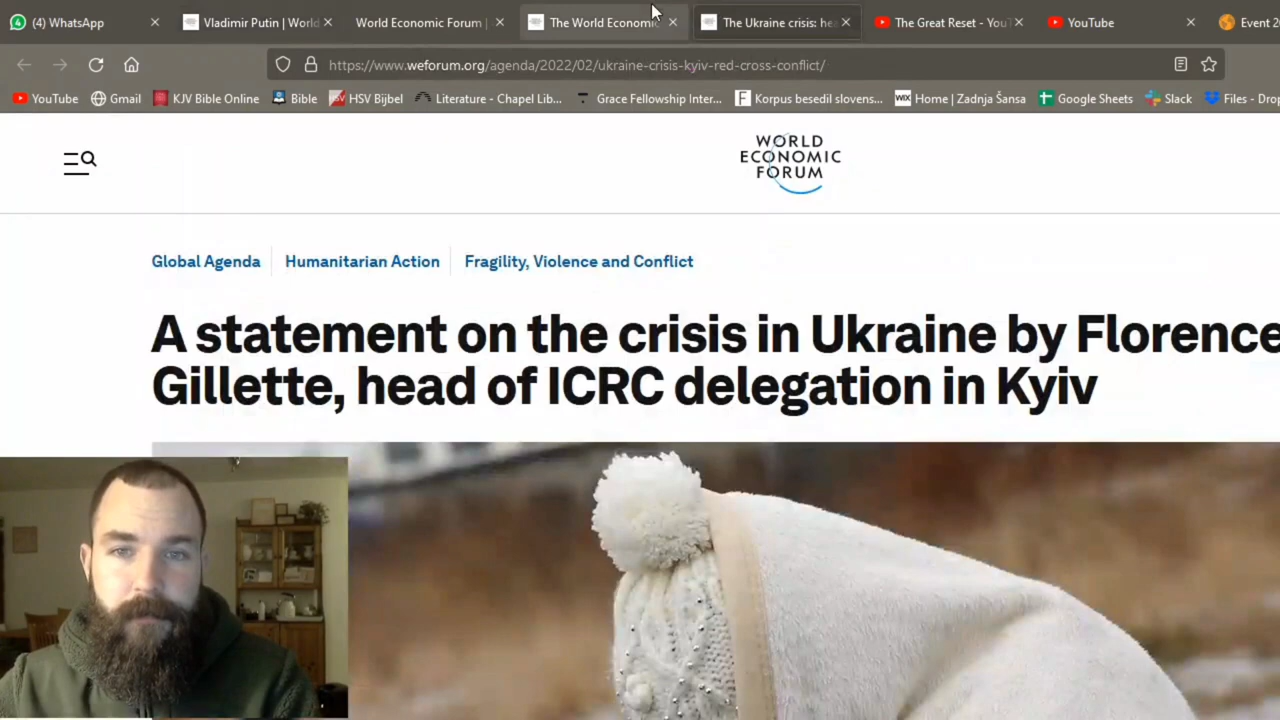 (4) WhatsApp
Vladimir Putin | World
World Economic Forum |
The World Economic
The Ukraine crisis: hea
The Great Reset - YouT
YouTube
Event 2
https://www.weforum.org/agenda/2022/02/ukraine-crisis-kyiv-red-cross-conflict/
YouTube
Gmail
KJV Bible Online
Bible
HSV Bijbel
Literature - Chapel Lib...
Grace Fellowship Inter...
Korpus besedil slovens...
WIX
Home | Zadnja Šansa
Google Sheets
Slack
Files - Drop
WORLD
ECONOMIC
FORUM
Global Agenda
Humanitarian Action
Fragility, Violence and Conflict
A statement on the crisis in Ukraine by Florence
Gillette, head of ICRC delegation in Kyiv